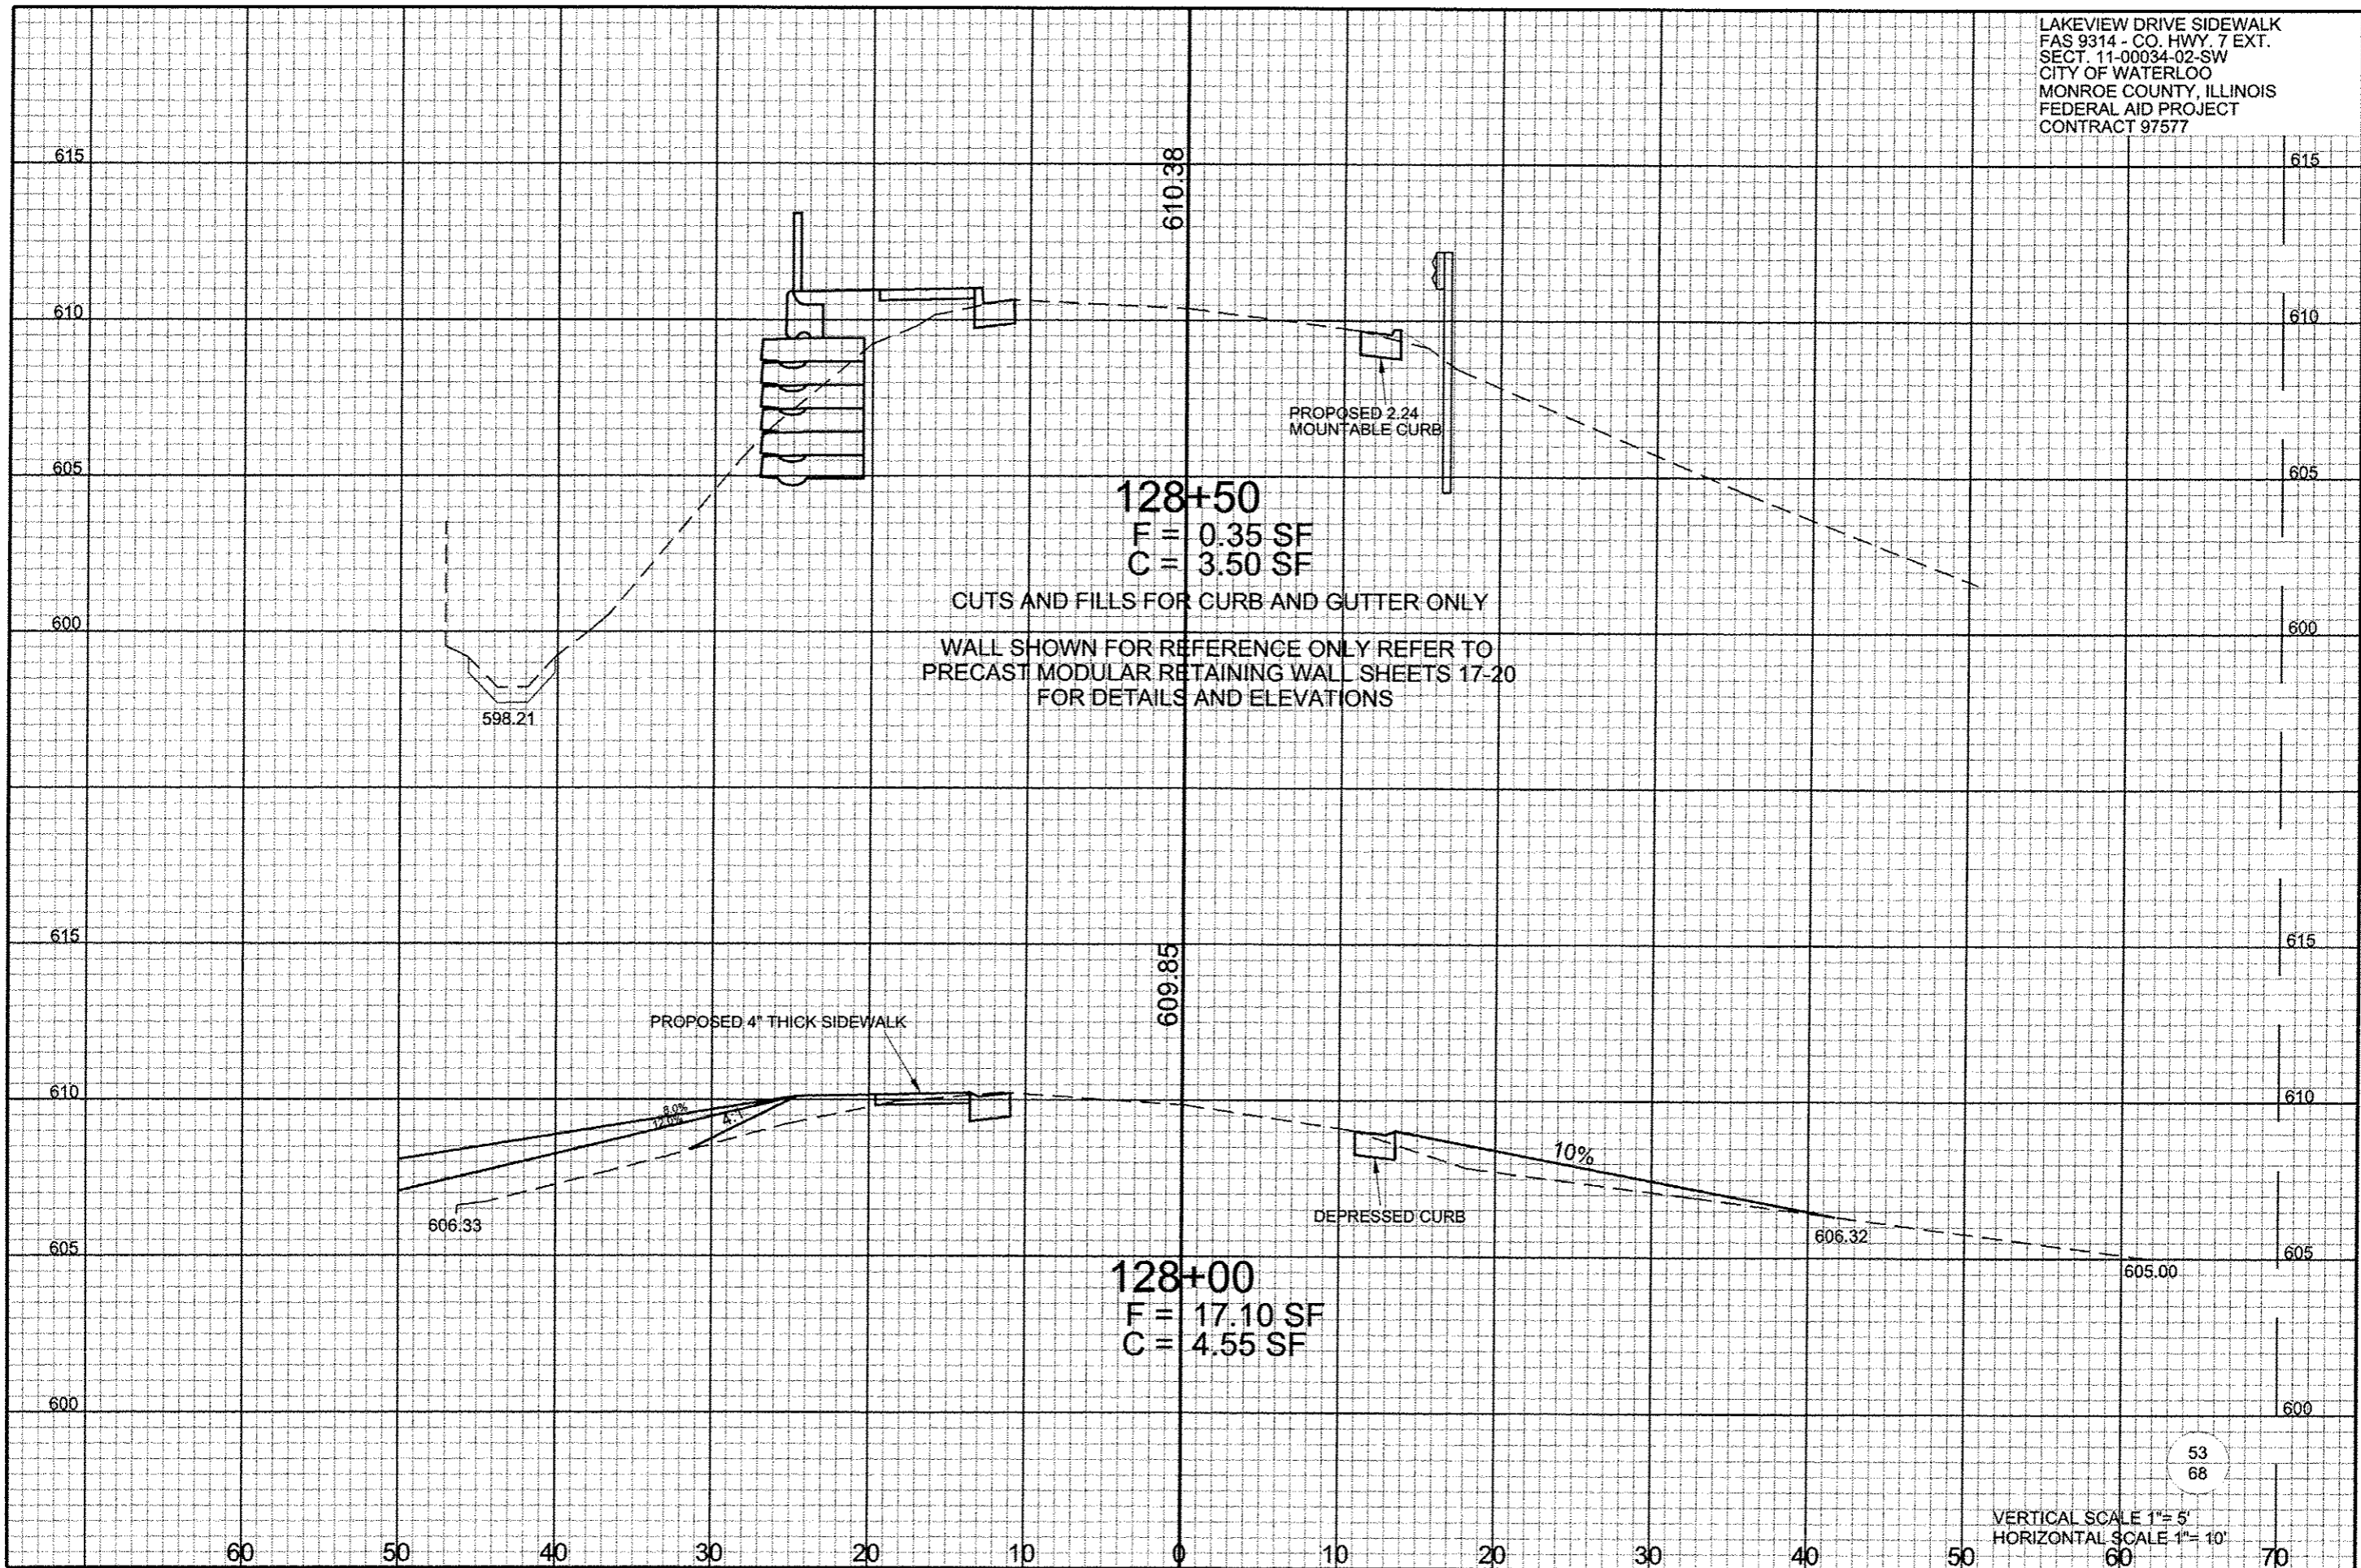 LAKEVIEW DRIVE SIDEWALK
FAS 9314 - CO. HWY. 7 EXT.
SECT. 11-00034-02-SW
CITY OF WATERLOO
MONROE COUNTY, ILLINOIS
FEDERAL AID PROJECT
CONTRACT 97577
615
610.38
615
610
610
PROPOSED 2.24
MOUNTABLE CURB
605
605
128+50
F = 0.35 SF
C = 3.50 SF
CUTS AND FILLS FOR CURB AND GUTTER ONLY
600
600
WALL SHOWN FOR REFERENCE ONLY REFER TO
PRECAST MODULAR RETAINING WALL SHEETS 17-20
FOR DETAILS AND ELEVATIONS
598.21
615
609.85
615
PROPOSED 4" THICK SIDEWALK
610
8.0%
12.0%
4:1
610
10%
606.33
DEPRESSED CURB
606.32
605
605
605.00
128+00
F = 17.10 SF
C = 4.55 SF
600
600
53
68
VERTICAL SCALE 1"= 5'
HORIZONTAL SCALE 1"= 10'
60 50 40 30 20 10 0 10 20 30 40 50 60 70